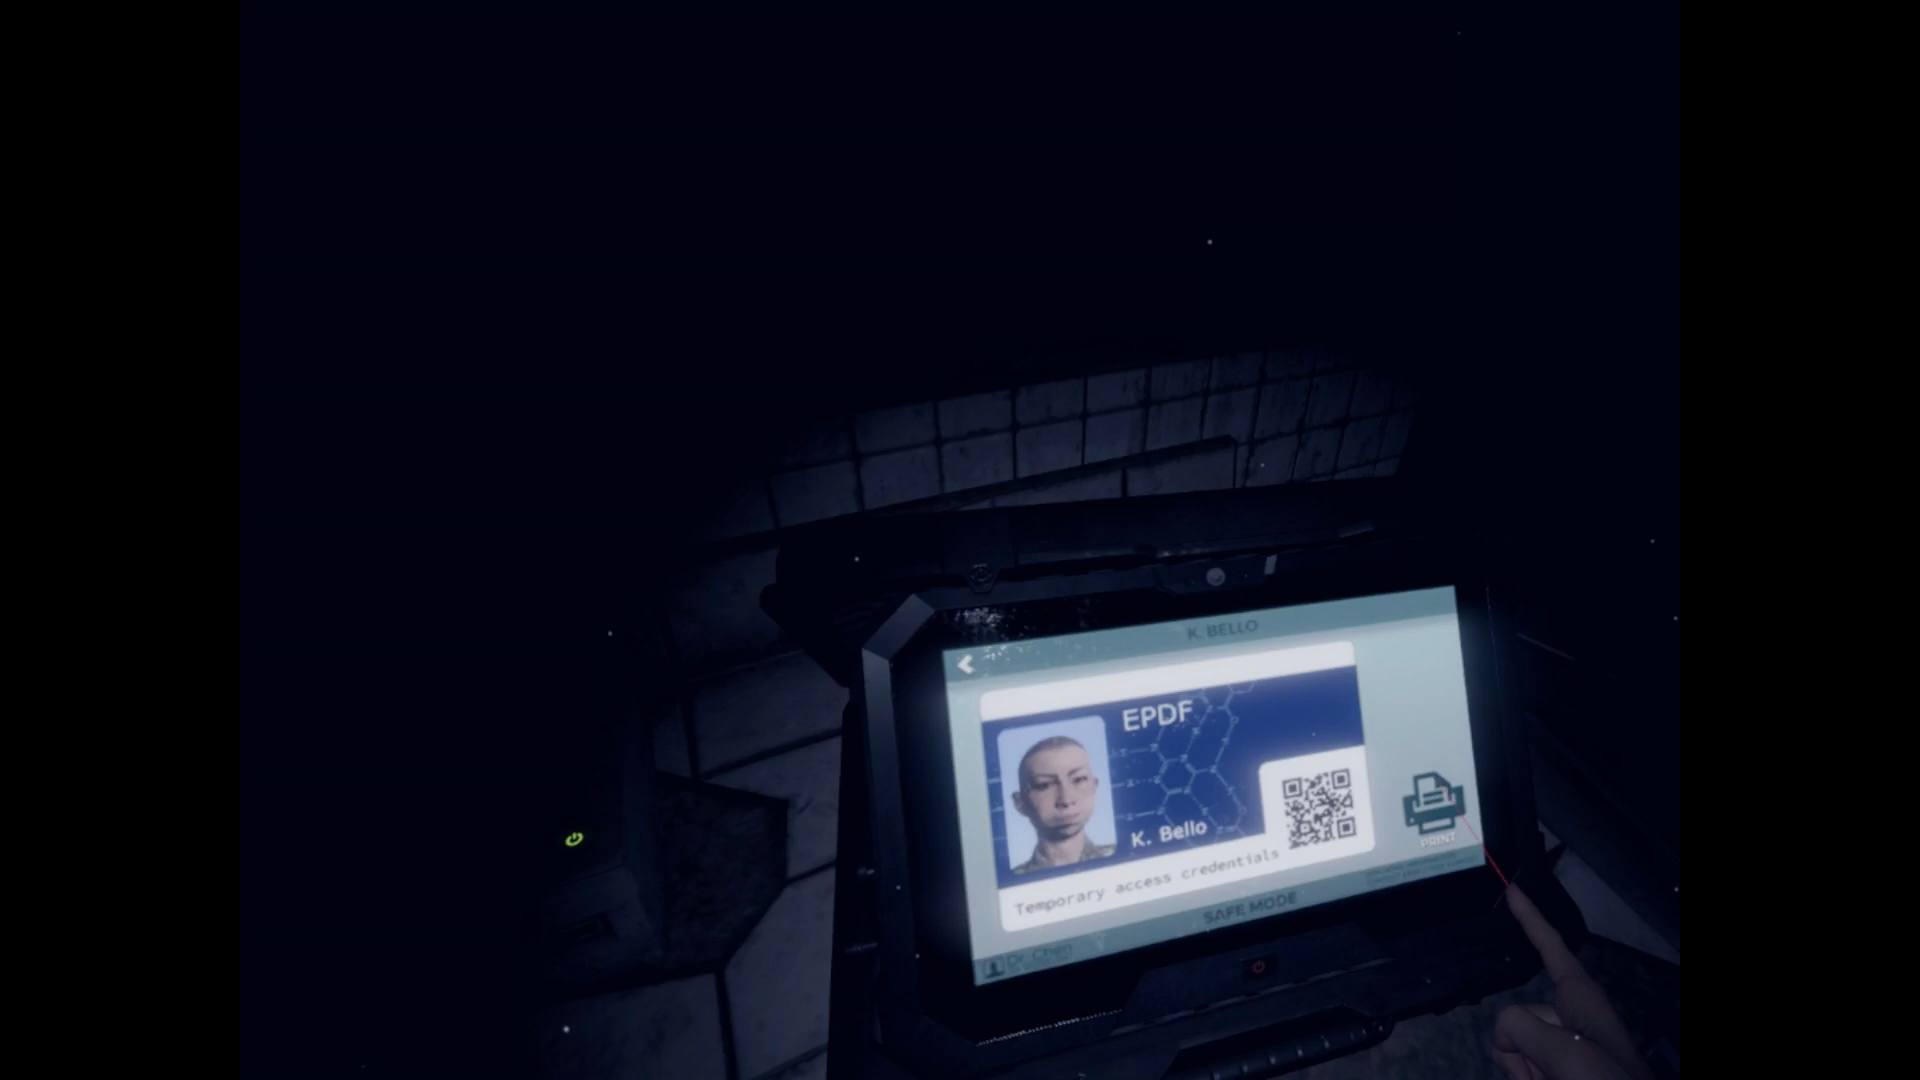 K. BELLO
EPDF
K. Bello
Temporary access credentials
PRINT
SAFE MODE
Dr. Chen